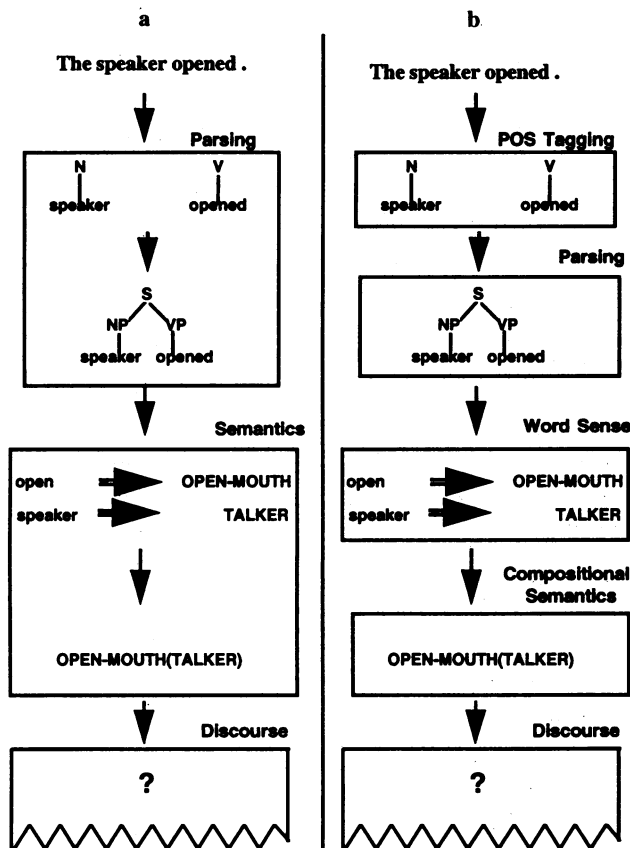 a
The speaker opened .
Parsing
N V
speaker opened
S
NP VP
speaker opened
Semantics
open OPEN-MOUTH
speaker TALKER
OPEN-MOUTH(TALKER)
Discourse
?
b
The speaker opened .
POS Tagging
N V
speaker opened
Parsing
S
NP VP
speaker opened
Word Sense
open OPEN-MOUTH
speaker TALKER
Compositional
Semantics
OPEN-MOUTH(TALKER)
Discourse
?